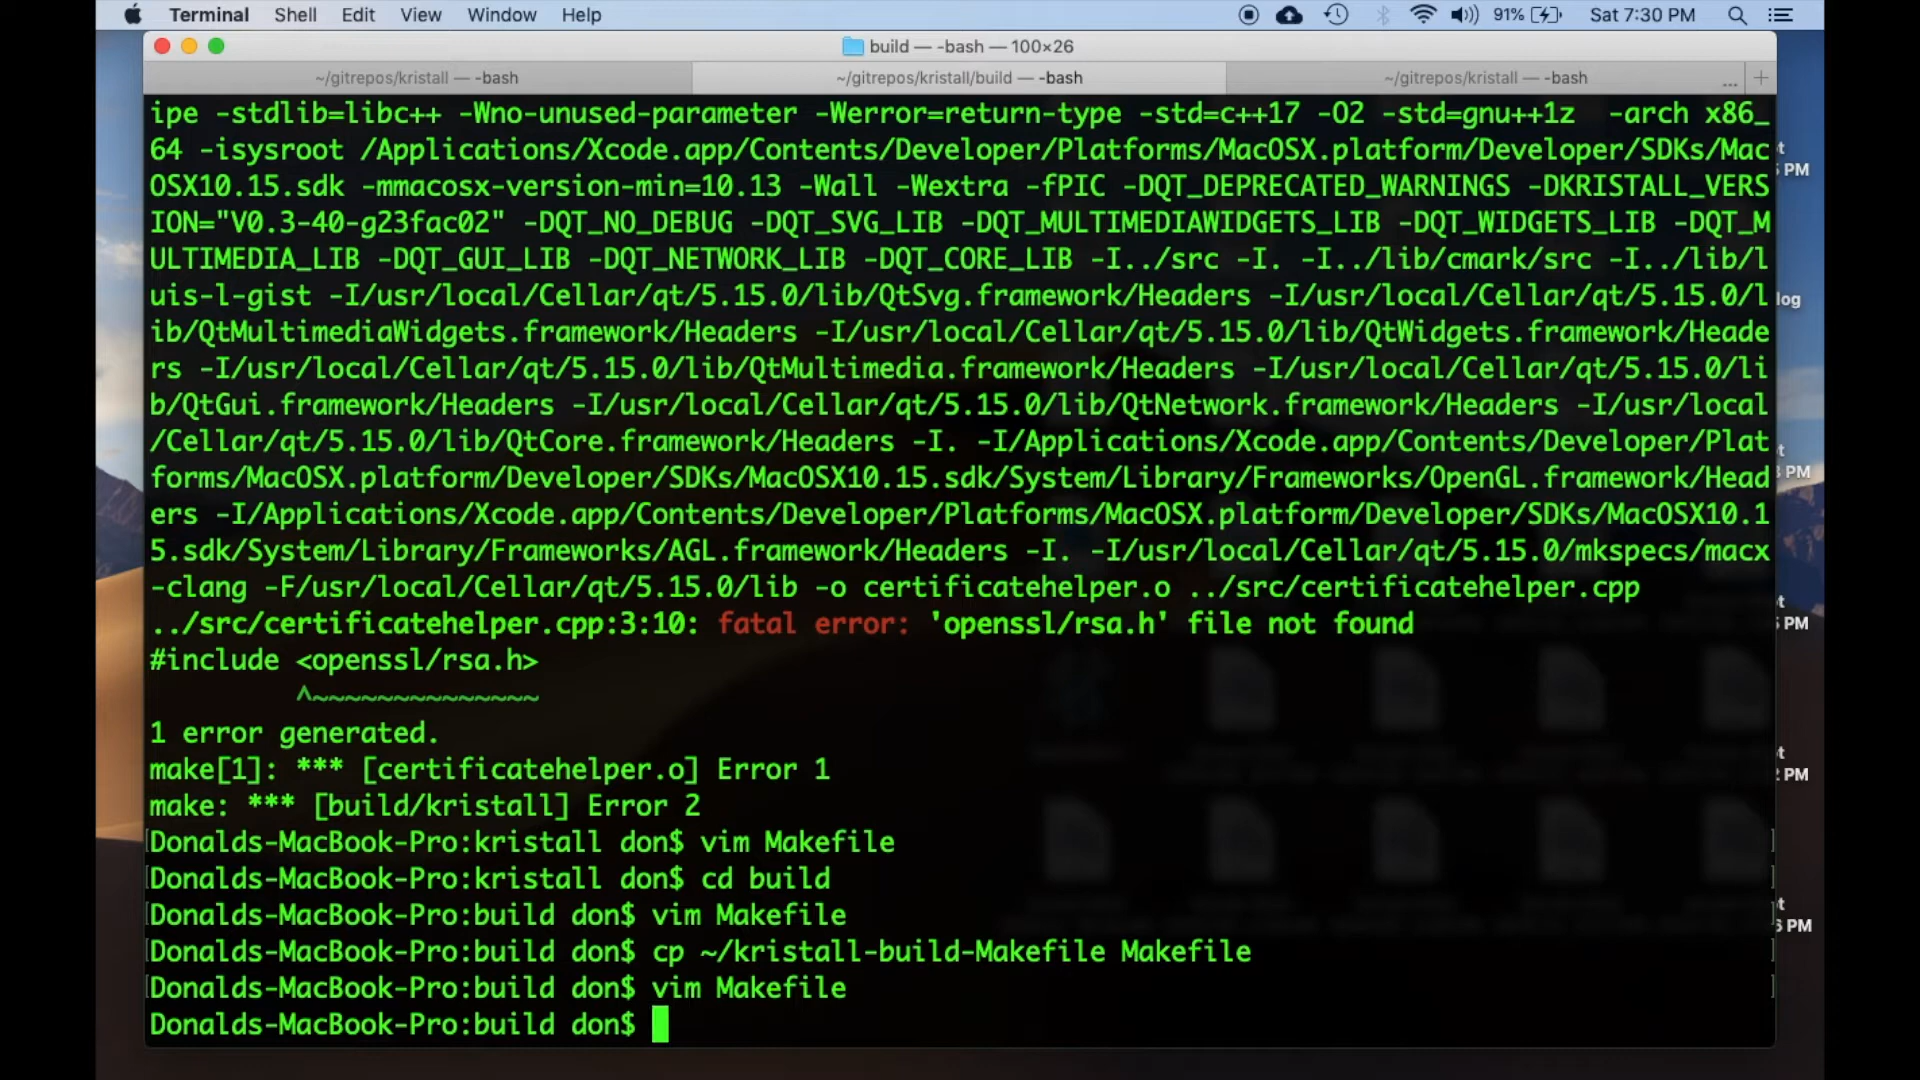 Terminal Shell Edit View Window Help 91% Sat 7:30 PM
build — -bash — 100×26
~/gitrepos/kristall — -bash ~/gitrepos/kristall/build — -bash ~/gitrepos/kristall — -bash ... +
ipe -stdlib=libc++ -Wno-unused-parameter -Werror=return-type -std=c++17 -O2 -std=gnu++1z  -arch x86_
64 -isysroot /Applications/Xcode.app/Contents/Developer/Platforms/MacOSX.platform/Developer/SDKs/Mac
OSX10.15.sdk -mmacosx-version-min=10.13 -Wall -Wextra -fPIC -DQT_DEPRECATED_WARNINGS -DKRISTALL_VERS
ION="V0.3-40-g23fac02" -DQT_NO_DEBUG -DQT_SVG_LIB -DQT_MULTIMEDIAWIDGETS_LIB -DQT_WIDGETS_LIB -DQT_M
ULTIMEDIA_LIB -DQT_GUI_LIB -DQT_NETWORK_LIB -DQT_CORE_LIB -I../src -I. -I../lib/cmark/src -I../lib/l
uis-l-gist -I/usr/local/Cellar/qt/5.15.0/lib/QtSvg.framework/Headers -I/usr/local/Cellar/qt/5.15.0/l
ib/QtMultimediaWidgets.framework/Headers -I/usr/local/Cellar/qt/5.15.0/lib/QtWidgets.framework/Heade
rs -I/usr/local/Cellar/qt/5.15.0/lib/QtMultimedia.framework/Headers -I/usr/local/Cellar/qt/5.15.0/li
b/QtGui.framework/Headers -I/usr/local/Cellar/qt/5.15.0/lib/QtNetwork.framework/Headers -I/usr/local
/Cellar/qt/5.15.0/lib/QtCore.framework/Headers -I. -I/Applications/Xcode.app/Contents/Developer/Plat
forms/MacOSX.platform/Developer/SDKs/MacOSX10.15.sdk/System/Library/Frameworks/OpenGL.framework/Head
ers -I/Applications/Xcode.app/Contents/Developer/Platforms/MacOSX.platform/Developer/SDKs/MacOSX10.1
5.sdk/System/Library/Frameworks/AGL.framework/Headers -I. -I/usr/local/Cellar/qt/5.15.0/mkspecs/macx
-clang -F/usr/local/Cellar/qt/5.15.0/lib -o certificatehelper.o ../src/certificatehelper.cpp
../src/certificatehelper.cpp:3:10: fatal error: 'openssl/rsa.h' file not found
#include <openssl/rsa.h>
         ^~~~~~~~~~~~~~~
1 error generated.
make[1]: *** [certificatehelper.o] Error 1
make: *** [build/kristall] Error 2
Donalds-MacBook-Pro:kristall don$ vim Makefile
Donalds-MacBook-Pro:kristall don$ cd build
Donalds-MacBook-Pro:build don$ vim Makefile
Donalds-MacBook-Pro:build don$ cp ~/kristall-build-Makefile Makefile
Donalds-MacBook-Pro:build don$ vim Makefile
Donalds-MacBook-Pro:build don$